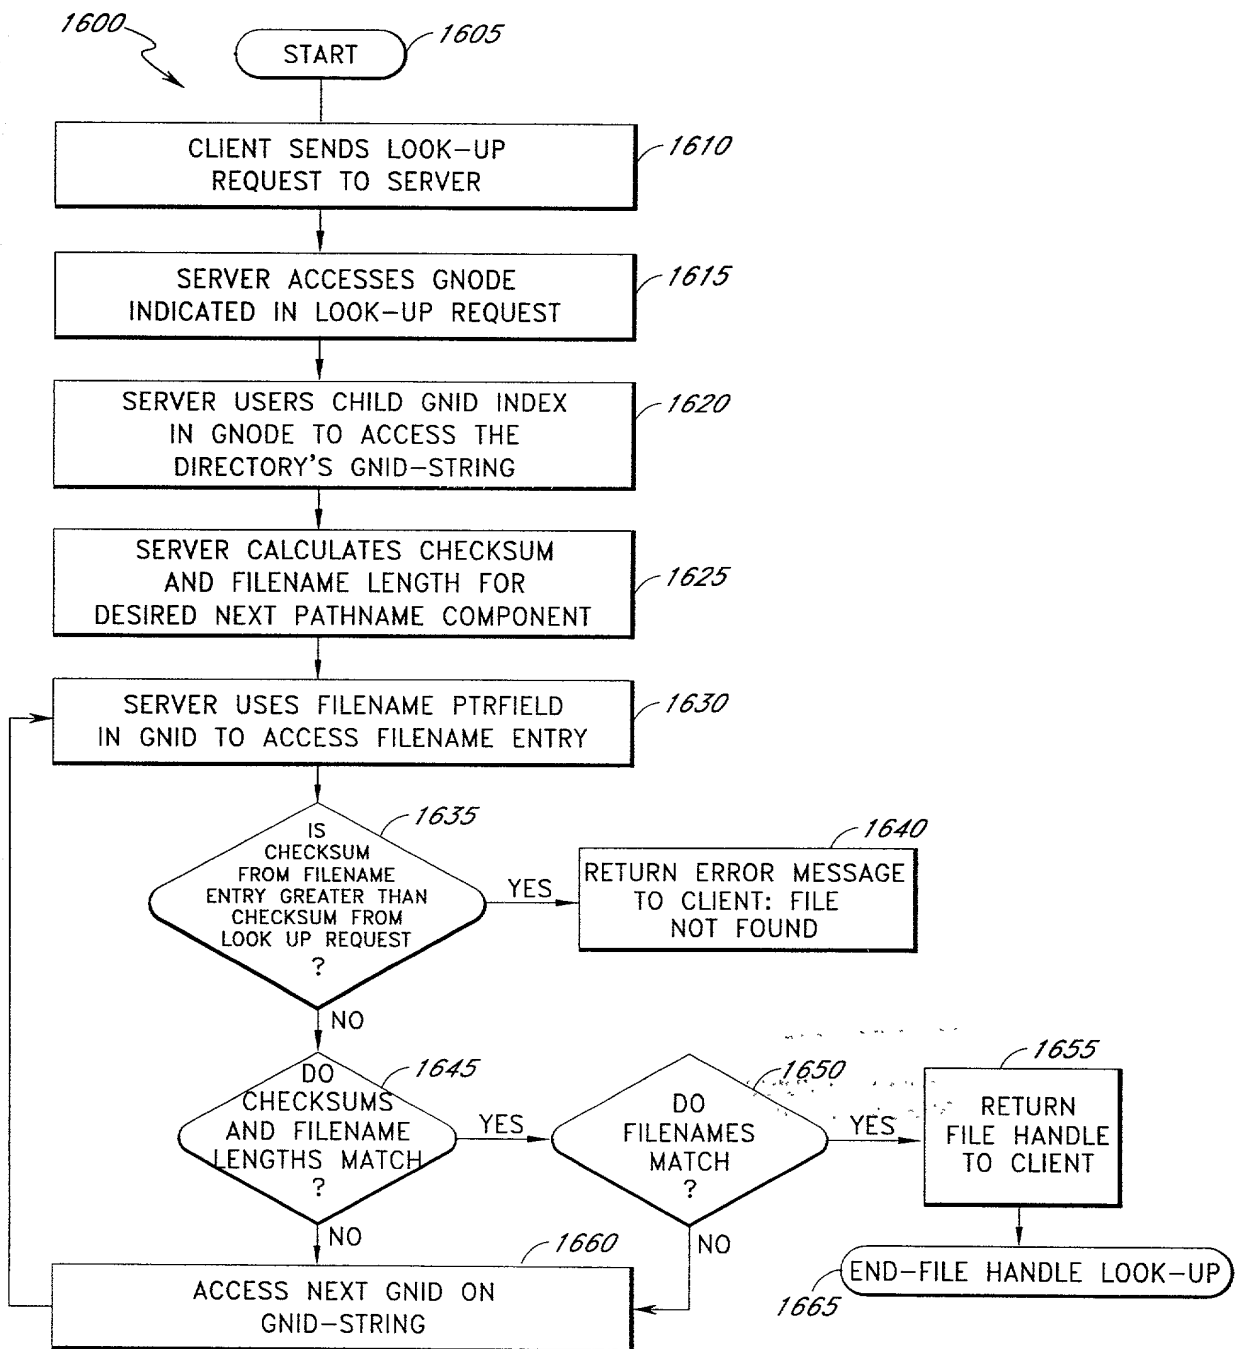 1600
START
1605
CLIENT SENDS LOOK-UP
REQUEST TO SERVER
1610
SERVER ACCESSES GNODE
INDICATED IN LOOK-UP REQUEST
1615
SERVER USERS CHILD GNID INDEX
IN GNODE TO ACCESS THE
DIRECTORY'S GNID-STRING
1620
SERVER CALCULATES CHECKSUM
AND FILENAME LENGTH FOR
DESIRED NEXT PATHNAME COMPONENT
1625
SERVER USES FILENAME PTRFIELD
IN GNID TO ACCESS FILENAME ENTRY
1630
IS
CHECKSUM
FROM FILENAME
ENTRY GREATER THAN
CHECKSUM FROM
LOOK UP REQUEST
?
1635
YES
NO
RETURN ERROR MESSAGE
TO CLIENT: FILE
NOT FOUND
1640
DO
CHECKSUMS
AND FILENAME
LENGTHS MATCH
?
1645
YES
NO
DO
FILENAMES
MATCH
?
1650
YES
NO
RETURN
FILE HANDLE
TO CLIENT
1655
ACCESS NEXT GNID ON
GNID-STRING
1660
END-FILE HANDLE LOOK-UP
1665